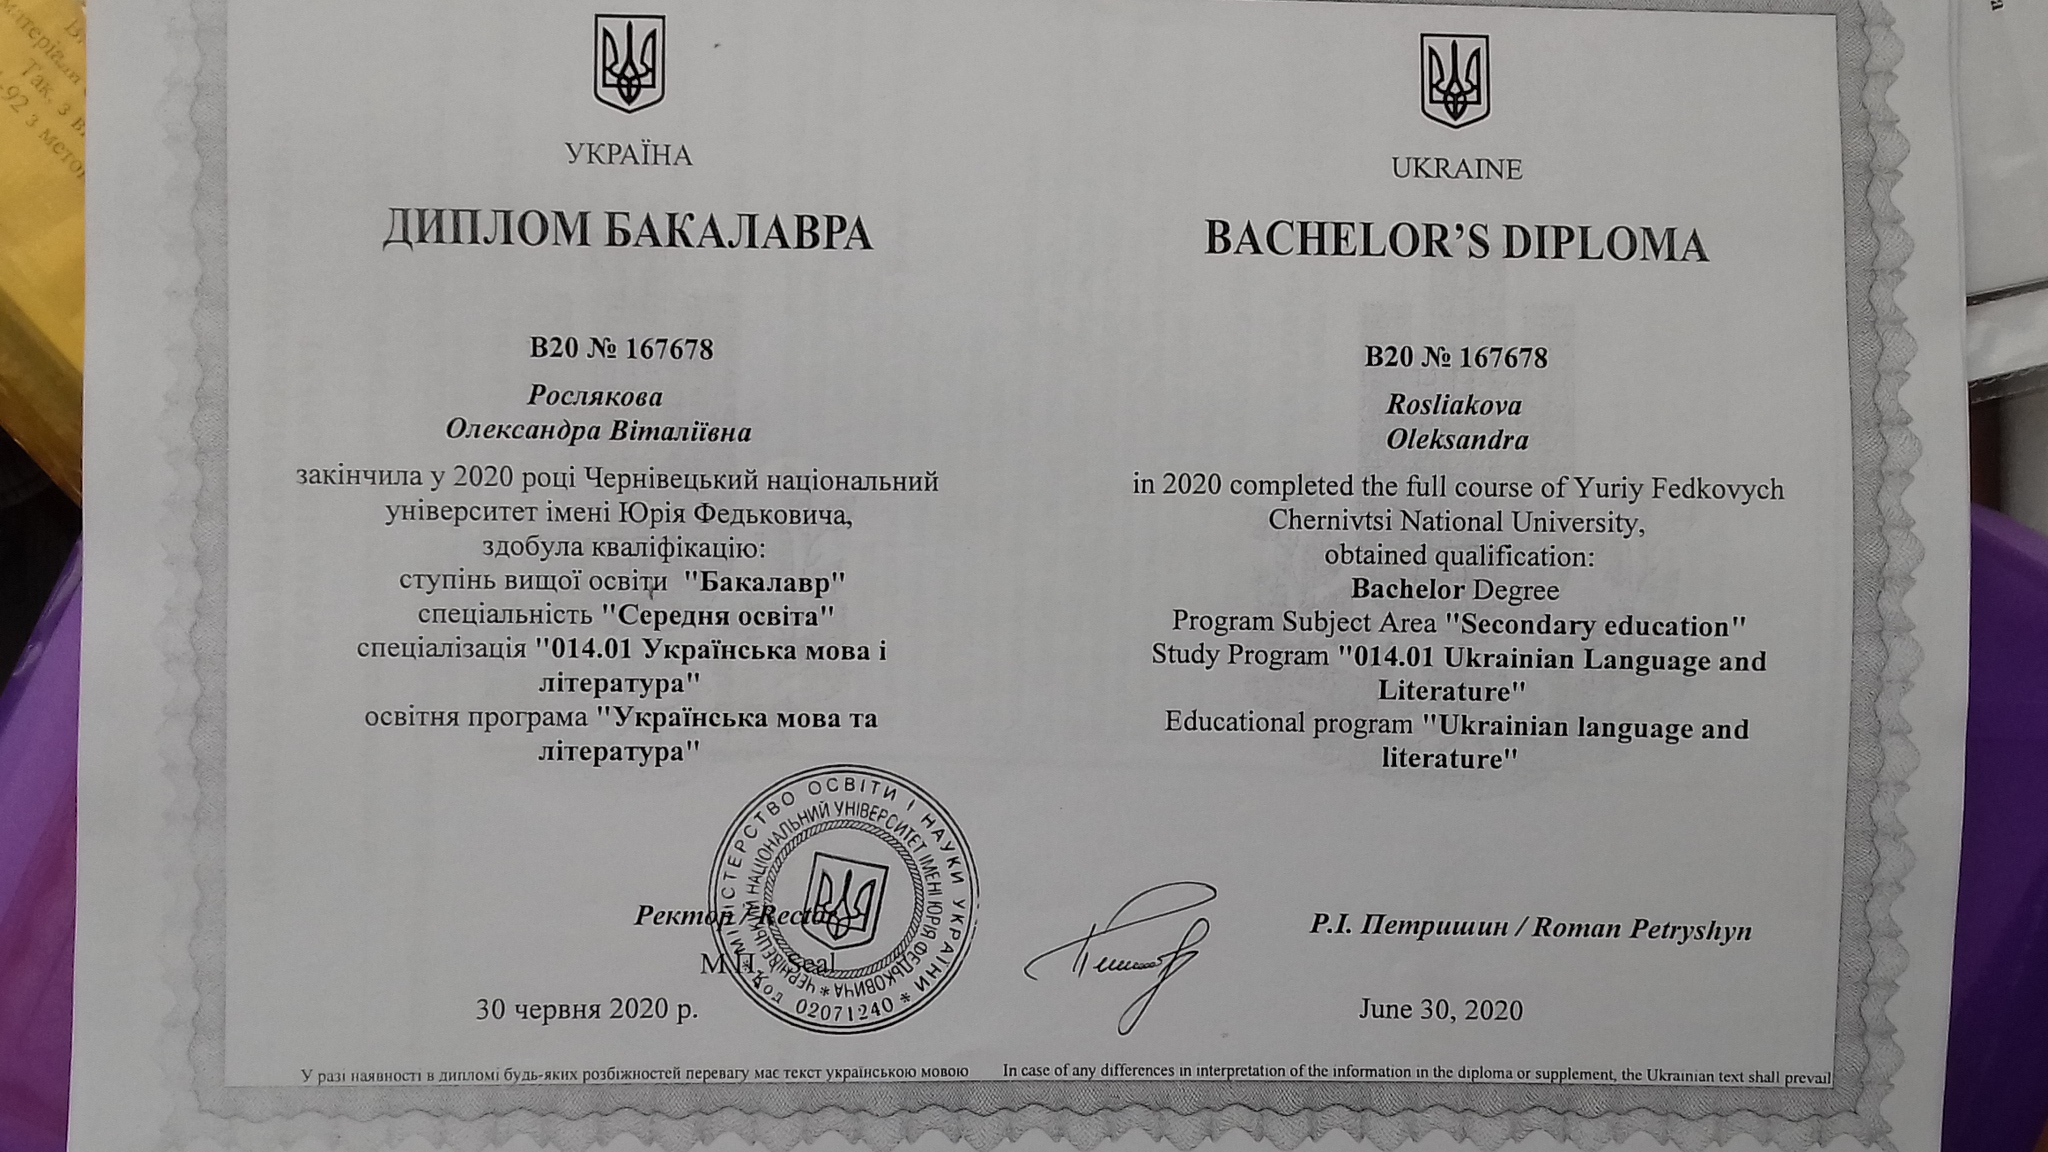 УКРАЇНА
ДИПЛОМ БАКАЛАВРА
В20 № 167678
Рослякова
Олександра Віталіївна
закінчила у 2020 році Чернівецький національний
університет імені Юрія Федьковича,
здобула кваліфікацію:
ступінь вищої освіти "Бакалавр"
спеціальність "Середня освіта"
спеціалізація "014.01 Українська мова і
література"
освітня програма "Українська мова та
література"
Ректор / Rector
М.П. / Seal
30 червня 2020 р.
У разі наявності в дипломі будь-яких розбіжностей перевагу має текст українською мовою
МІНІСТЕРСТВО ОСВІТИ І НАУКИ УКРАЇНИ
ЧЕРНІВЕЦЬКИЙ НАЦІОНАЛЬНИЙ УНІВЕРСИТЕТ ІМЕНІ ЮРІЯ ФЕДЬКОВИЧА
Код 02071240
UKRAINE
BACHELOR'S DIPLOMA
B20 № 167678
Rosliakova
Oleksandra
in 2020 completed the full course of Yuriy Fedkovych
Chernivtsi National University,
obtained qualification:
Bachelor Degree
Program Subject Area "Secondary education"
Study Program "014.01 Ukrainian Language and
Literature"
Educational program "Ukrainian language and
literature"
Р.І. Петришин / Roman Petryshyn
June 30, 2020
In case of any differences in interpretation of the information in the diploma or supplement, the Ukrainian text shall prevail